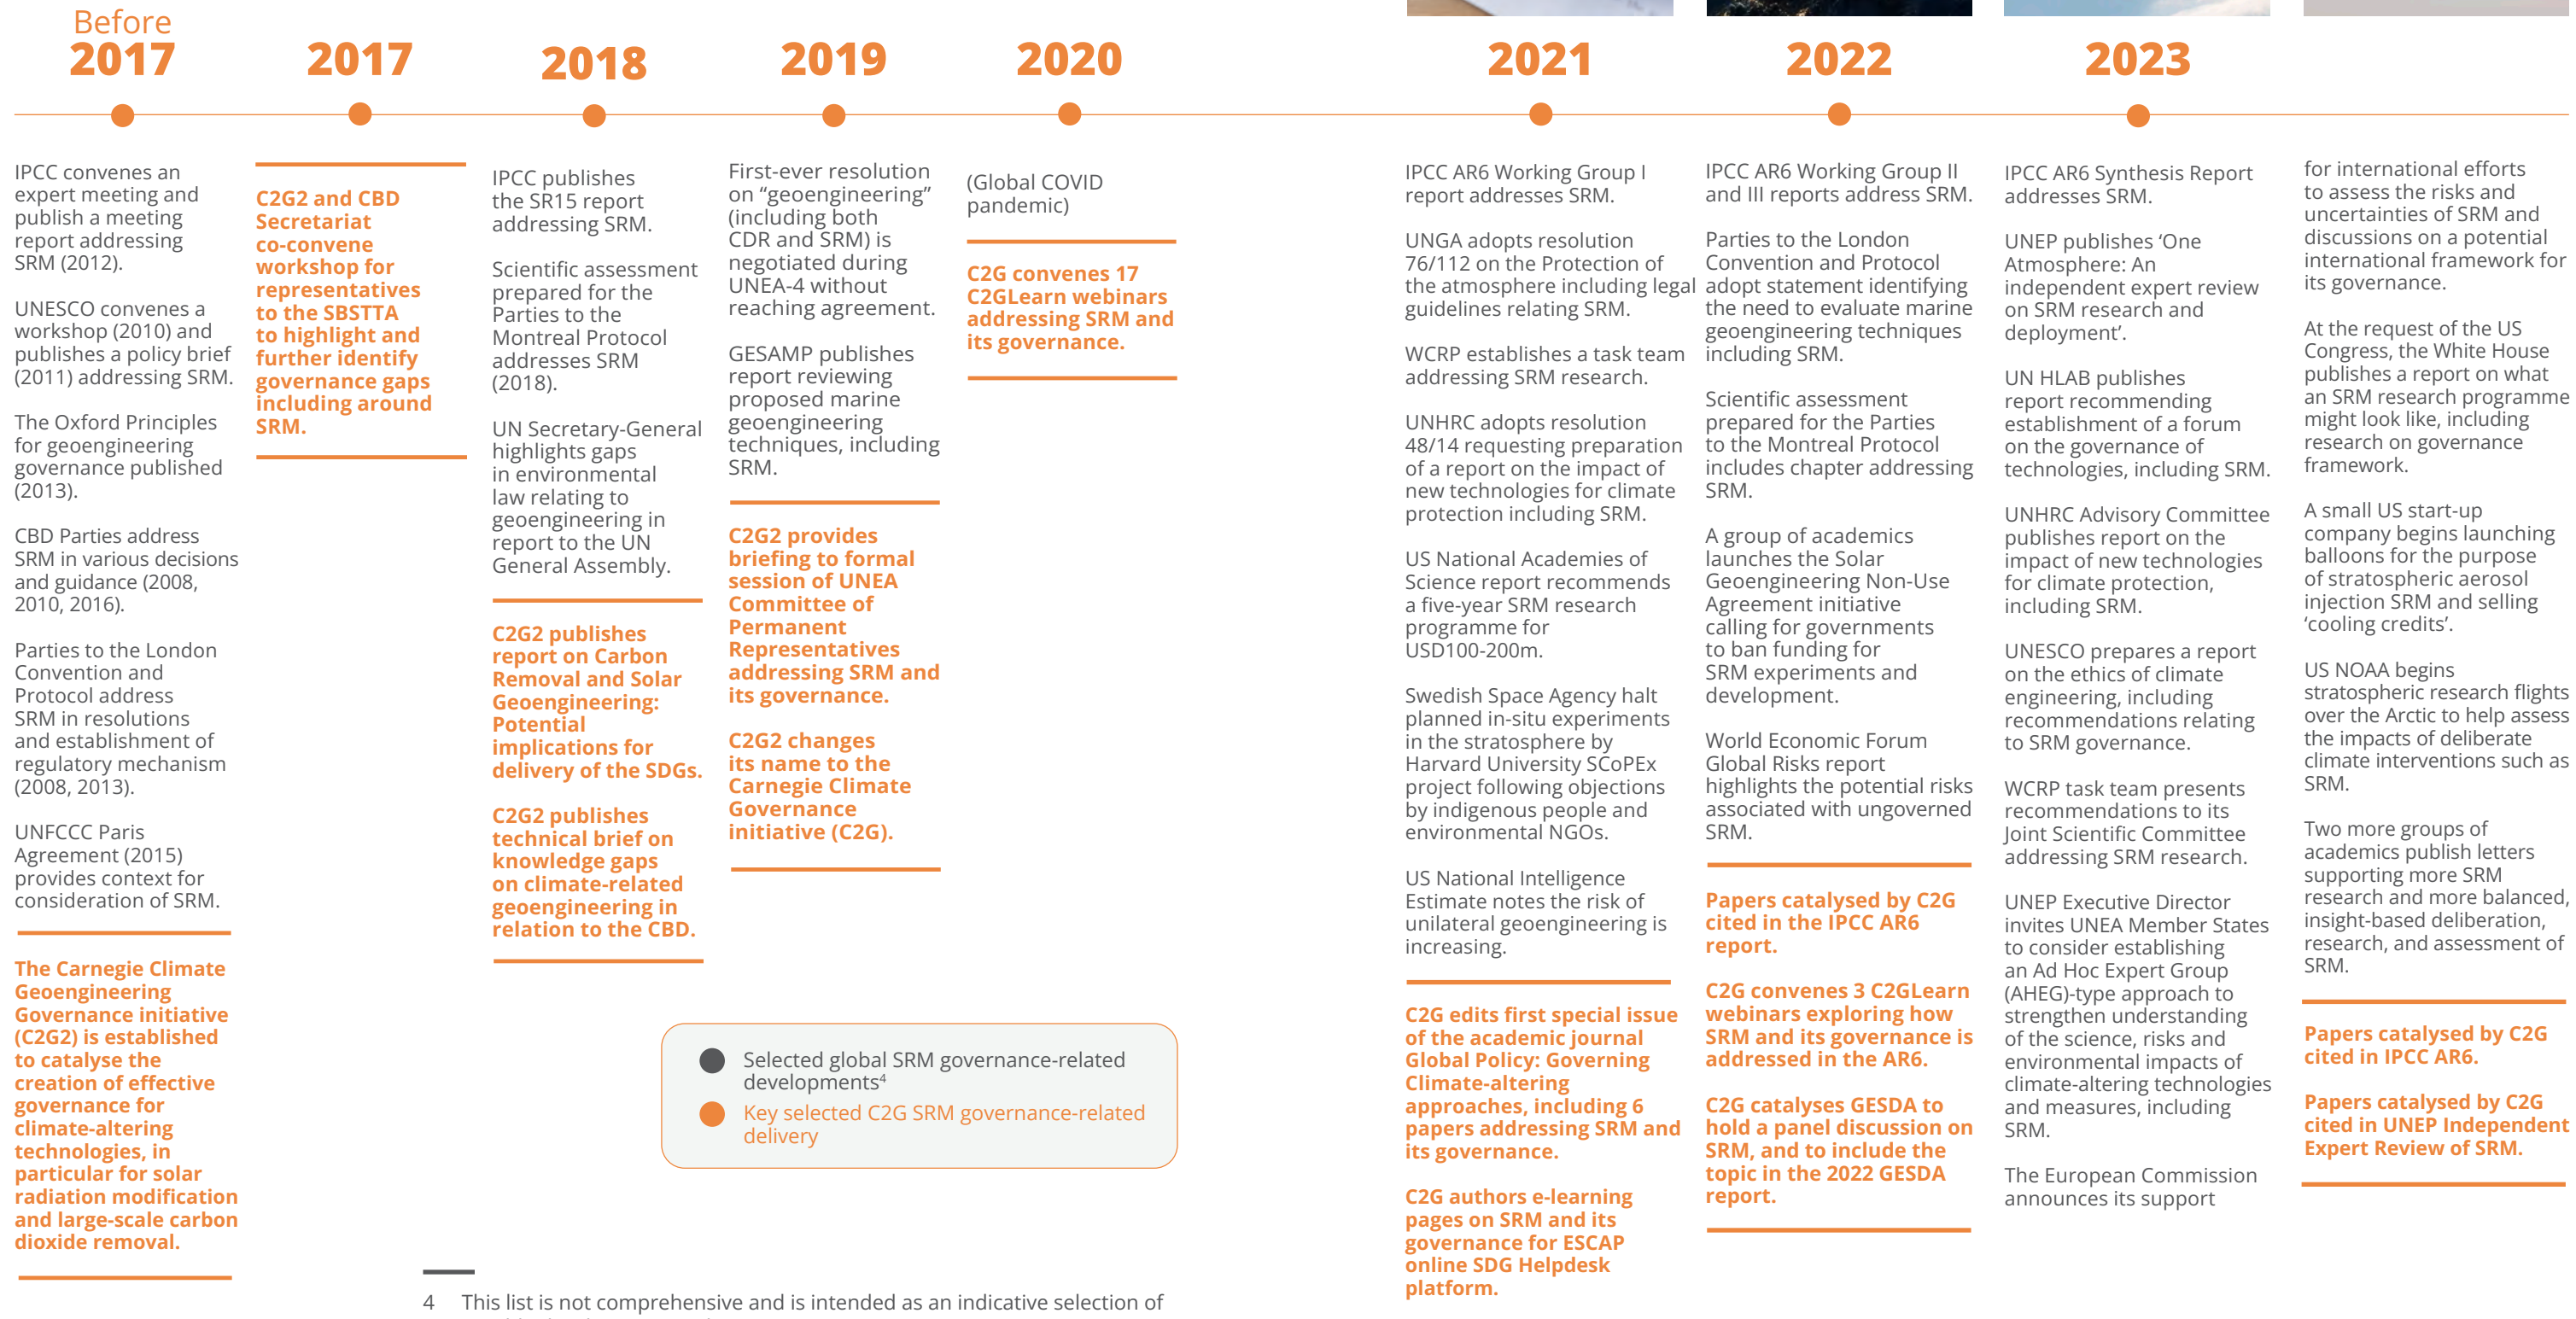 Before
2017
IPCC convenes an
expert meeting and
publish a meeting
report addressing
SRM (2012).
UNESCO convenes a
workshop (2010) and
publishes a policy brief
(2011) addressing SRM.
The Oxford Principles
for geoengineering
governance published
(2013).
CBD Parties address
SRM in various decisions
and guidance (2008,
2010, 2016).
Parties to the London
Convention and
Protocol address
SRM in resolutions
and establishment of
regulatory mechanism
(2008, 2013).
UNFCCC Paris
Agreement (2015)
provides context for
consideration of SRM.
The Carnegie Climate
Geoengineering
Governance initiative
(C2G2) is established
to catalyse the
creation of effective
governance for
climate-altering
technologies, in
particular for solar
radiation modification
and large-scale carbon
dioxide removal.
2017
C2G2 and CBD
Secretariat
co-convene
workshop for
representatives
to the SBSTTA
to highlight and
further identify
governance gaps
including around
SRM.
2018
IPCC publishes
the SR15 report
addressing SRM.
Scientific assessment
prepared for the
Parties to the
Montreal Protocol
addresses SRM
(2018).
UN Secretary-General
highlights gaps
in environmental
law relating to
geoengineering in
report to the UN
General Assembly.
C2G2 publishes
report on Carbon
Removal and Solar
Geoengineering:
Potential
implications for
delivery of the SDGs.
C2G2 publishes
technical brief on
knowledge gaps
on climate-related
geoengineering in
relation to the CBD.
2019
First-ever resolution
on “geoengineering”
(including both
CDR and SRM) is
negotiated during
UNEA-4 without
reaching agreement.
GESAMP publishes
report reviewing
proposed marine
geoengineering
techniques, including
SRM.
C2G2 provides
briefing to formal
session of UNEA
Committee of
Permanent
Representatives
addressing SRM and
its governance.
C2G2 changes
its name to the
Carnegie Climate
Governance
initiative (C2G).
2020
(Global COVID
pandemic)
C2G convenes 17
C2GLearn webinars
addressing SRM and
its governance.
Selected global SRM governance-related
developments4
Key selected C2G SRM governance-related
delivery
4 This list is not comprehensive and is intended as an indicative selection of
2021
IPCC AR6 Working Group I
report addresses SRM.
UNGA adopts resolution
76/112 on the Protection of
the atmosphere including legal
guidelines relating SRM.
WCRP establishes a task team
addressing SRM research.
UNHRC adopts resolution
48/14 requesting preparation
of a report on the impact of
new technologies for climate
protection including SRM.
US National Academies of
Science report recommends
a five-year SRM research
programme for
USD100-200m.
Swedish Space Agency halt
planned in-situ experiments
in the stratosphere by
Harvard University SCoPEx
project following objections
by indigenous people and
environmental NGOs.
US National Intelligence
Estimate notes the risk of
unilateral geoengineering is
increasing.
C2G edits first special issue
of the academic journal
Global Policy: Governing
Climate-altering
approaches, including 6
papers addressing SRM and
its governance.
C2G authors e-learning
pages on SRM and its
governance for ESCAP
online SDG Helpdesk
platform.
2022
IPCC AR6 Working Group II
and III reports address SRM.
Parties to the London
Convention and Protocol
adopt statement identifying
the need to evaluate marine
geoengineering techniques
including SRM.
Scientific assessment
prepared for the Parties
to the Montreal Protocol
includes chapter addressing
SRM.
A group of academics
launches the Solar
Geoengineering Non-Use
Agreement initiative
calling for governments
to ban funding for
SRM experiments and
development.
World Economic Forum
Global Risks report
highlights the potential risks
associated with ungoverned
SRM.
Papers catalysed by C2G
cited in the IPCC AR6
report.
C2G convenes 3 C2GLearn
webinars exploring how
SRM and its governance is
addressed in the AR6.
C2G catalyses GESDA to
hold a panel discussion on
SRM, and to include the
topic in the 2022 GESDA
report.
2023
IPCC AR6 Synthesis Report
addresses SRM.
UNEP publishes ‘One
Atmosphere: An
independent expert review
on SRM research and
deployment’.
UN HLAB publishes
report recommending
establishment of a forum
on the governance of
technologies, including SRM.
UNHRC Advisory Committee
publishes report on the
impact of new technologies
for climate protection,
including SRM.
UNESCO prepares a report
on the ethics of climate
engineering, including
recommendations relating
to SRM governance.
WCRP task team presents
recommendations to its
Joint Scientific Committee
addressing SRM research.
UNEP Executive Director
invites UNEA Member States
to consider establishing
an Ad Hoc Expert Group
(AHEG)-type approach to
strengthen understanding
of the science, risks and
environmental impacts of
climate-altering technologies
and measures, including
SRM.
The European Commission
announces its support
for international efforts
to assess the risks and
uncertainties of SRM and
discussions on a potential
international framework for
its governance.
At the request of the US
Congress, the White House
publishes a report on what
an SRM research programme
might look like, including
research on governance
framework.
A small US start-up
company begins launching
balloons for the purpose
of stratospheric aerosol
injection SRM and selling
‘cooling credits’.
US NOAA begins
stratospheric research flights
over the Arctic to help assess
the impacts of deliberate
climate interventions such as
SRM.
Two more groups of
academics publish letters
supporting more SRM
research and more balanced,
insight-based deliberation,
research, and assessment of
SRM.
Papers catalysed by C2G
cited in IPCC AR6.
Papers catalysed by C2G
cited in UNEP Independent
Expert Review of SRM.